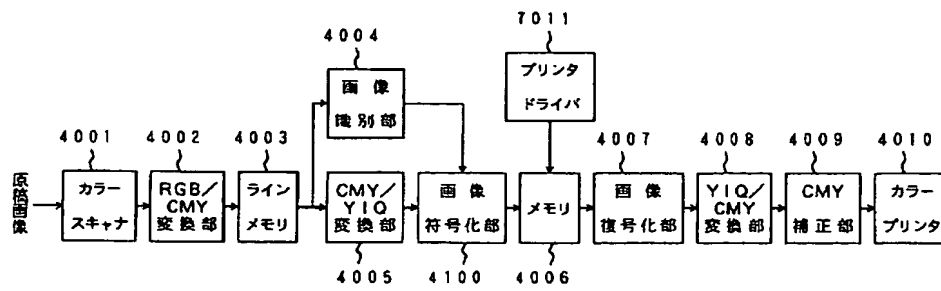 4004
7011
画像
識別部
プリンタ
ドライバ
4001
4002
4003
4007
4008
4009
4010
原稿画像
カラー
スキャナ
RGB/
CMY
変換部
ライン
メモリ
CMY/
YIQ
変換部
画像
符号化部
メモリ
画像
復号化部
YIQ/
CMY
変換部
CMY
補正部
カラー
プリンタ
4005
4100
4006